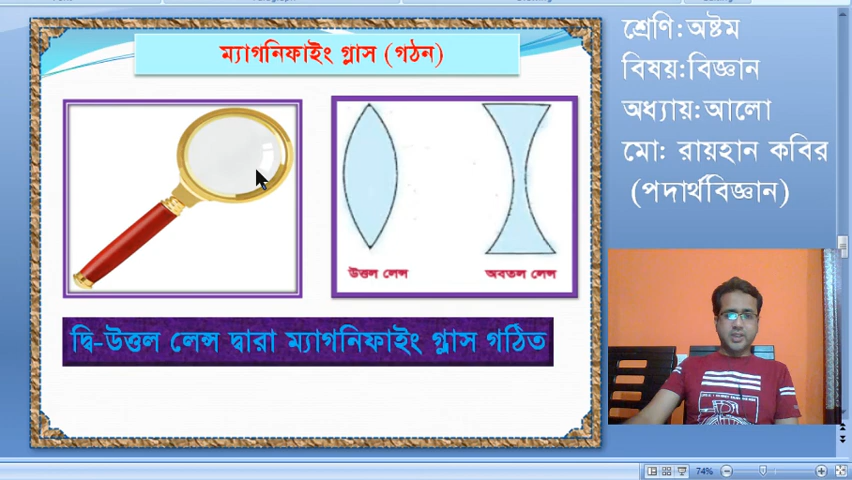 ম্যাগনিফাইং গ্লাস (গঠন)
উত্তল লেন্স
অবতল লেন্স
দ্বি-উত্তল লেন্স দ্বারা ম্যাগনিফাইং গ্লাস গঠিত
শ্রেণি:অষ্টম
বিষয়:বিজ্ঞান
অধ্যায়:আলো
মো: রায়হান কবির
(পদার্থবিজ্ঞান)
74%